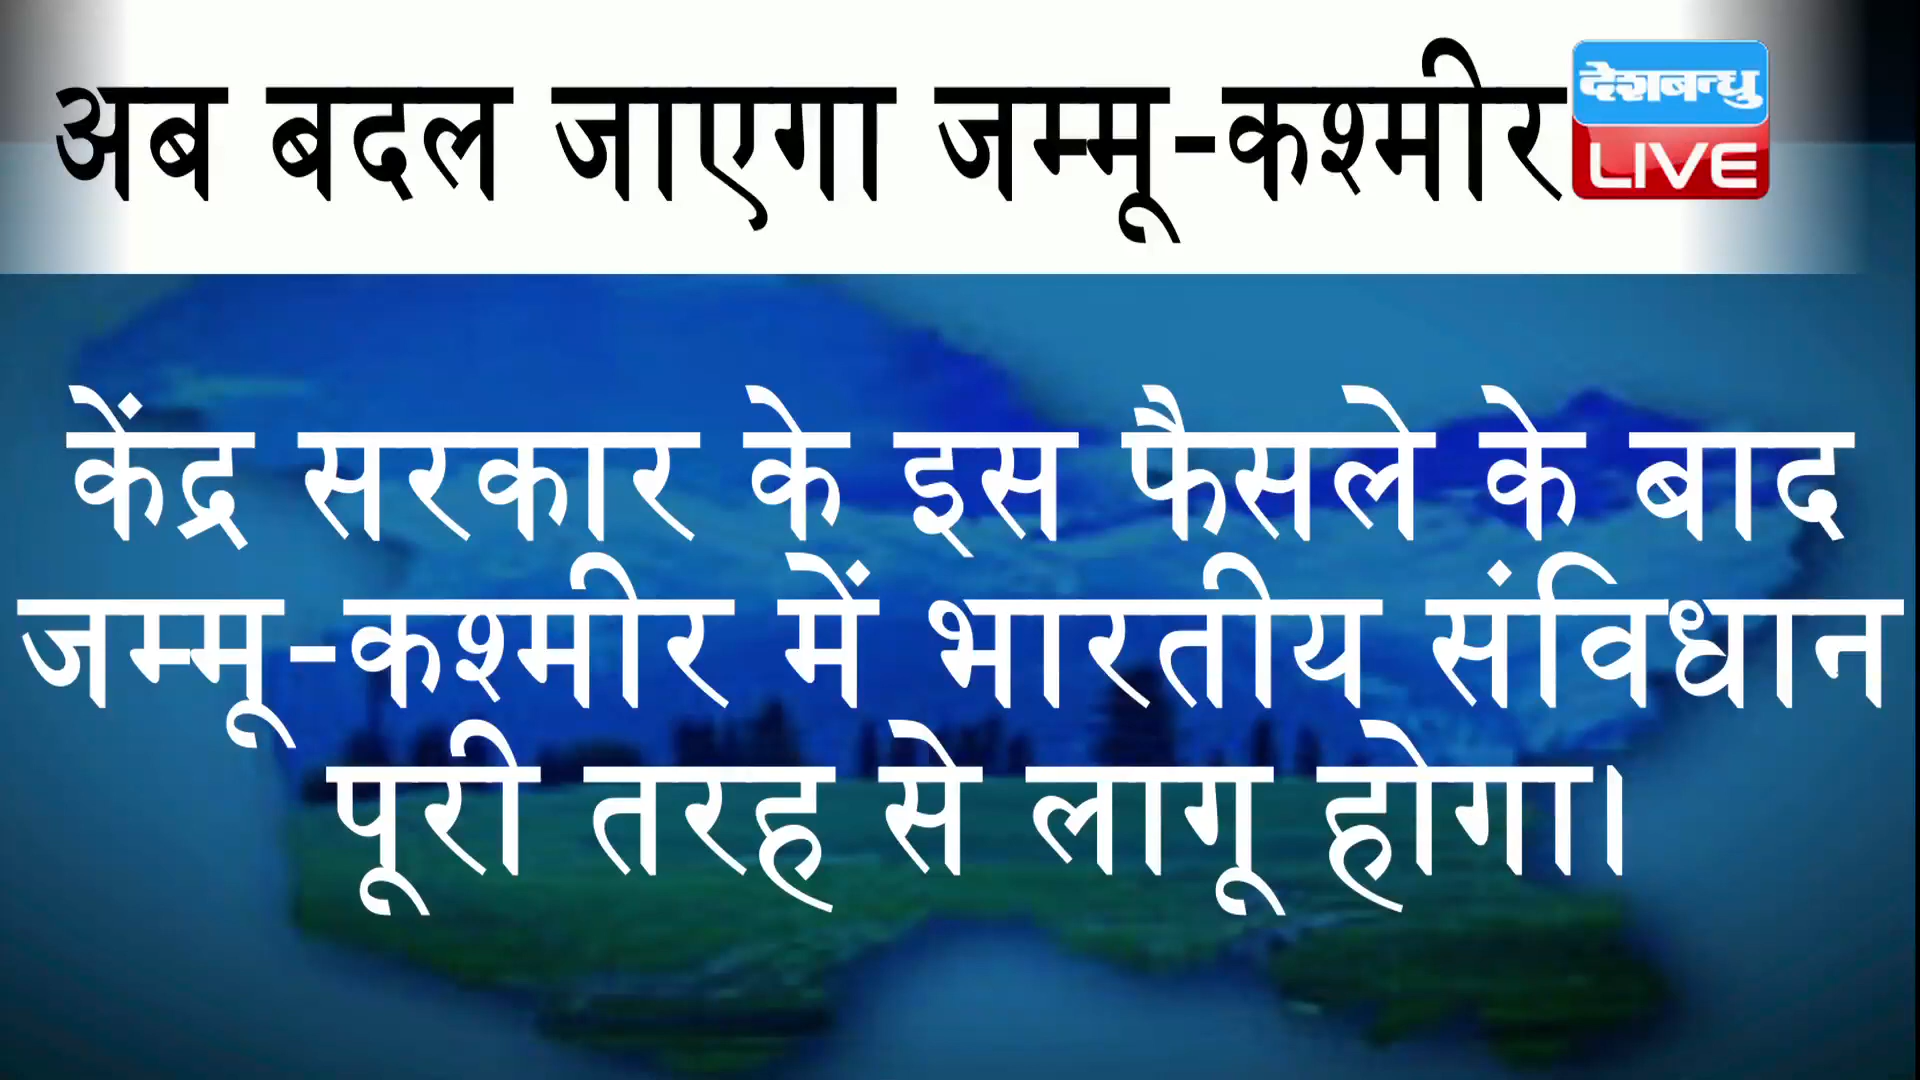 अब बदल जाएगा जम्मू-कश्मीर
देशबन्धु
LIVE
केंद्र सरकार के इस फैसले के बाद
जम्मू-कश्मीर में भारतीय संविधान
पूरी तरह से लागू होगा।